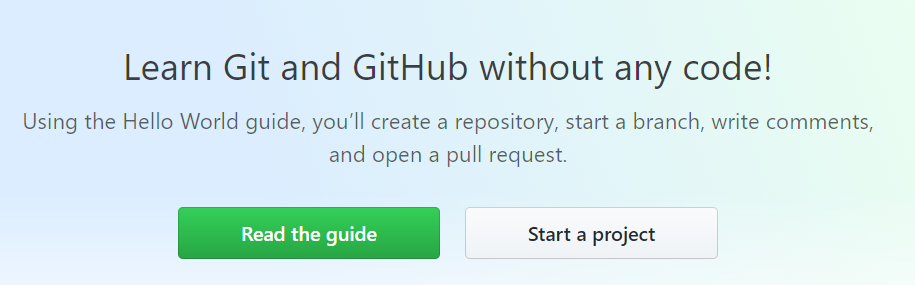 Learn Git and GitHub without any code!
Using the Hello World guide, you’ll create a repository, start a branch, write comments,
and open a pull request.
Read the guide
Start a project